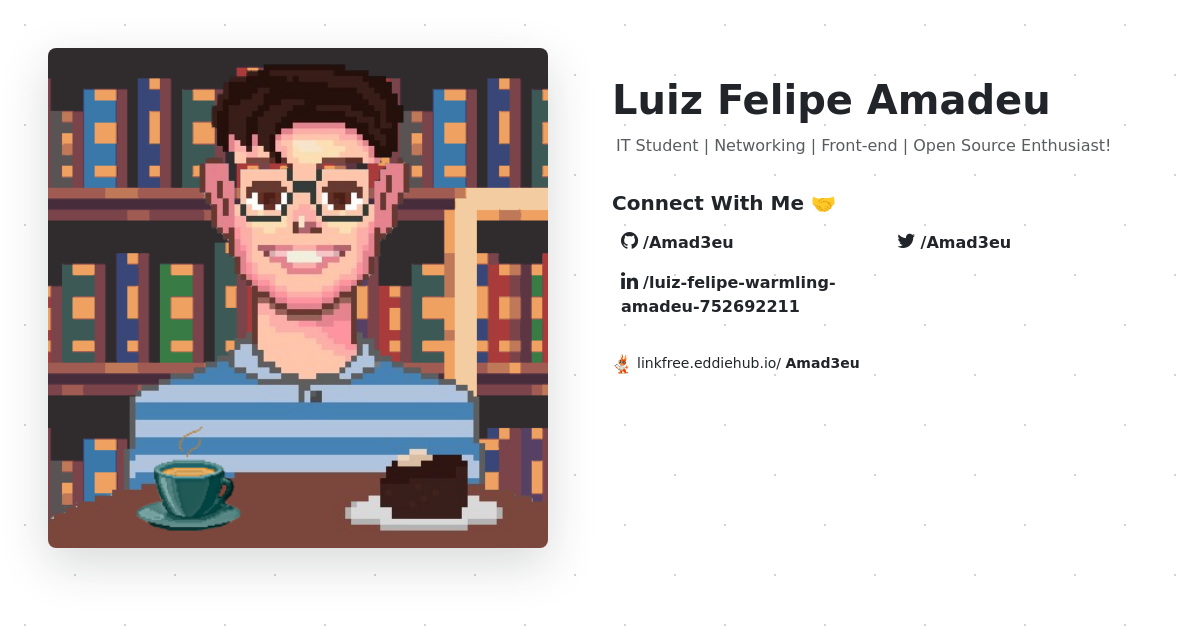 Luiz Felipe Amadeu
IT Student | Networking | Front-end | Open Source Enthusiast!
Connect With Me 🤝
/Amad3eu
/Amad3eu
/luiz-felipe-warmling-
amadeu-752692211
linkfree.eddiehub.io/ Amad3eu